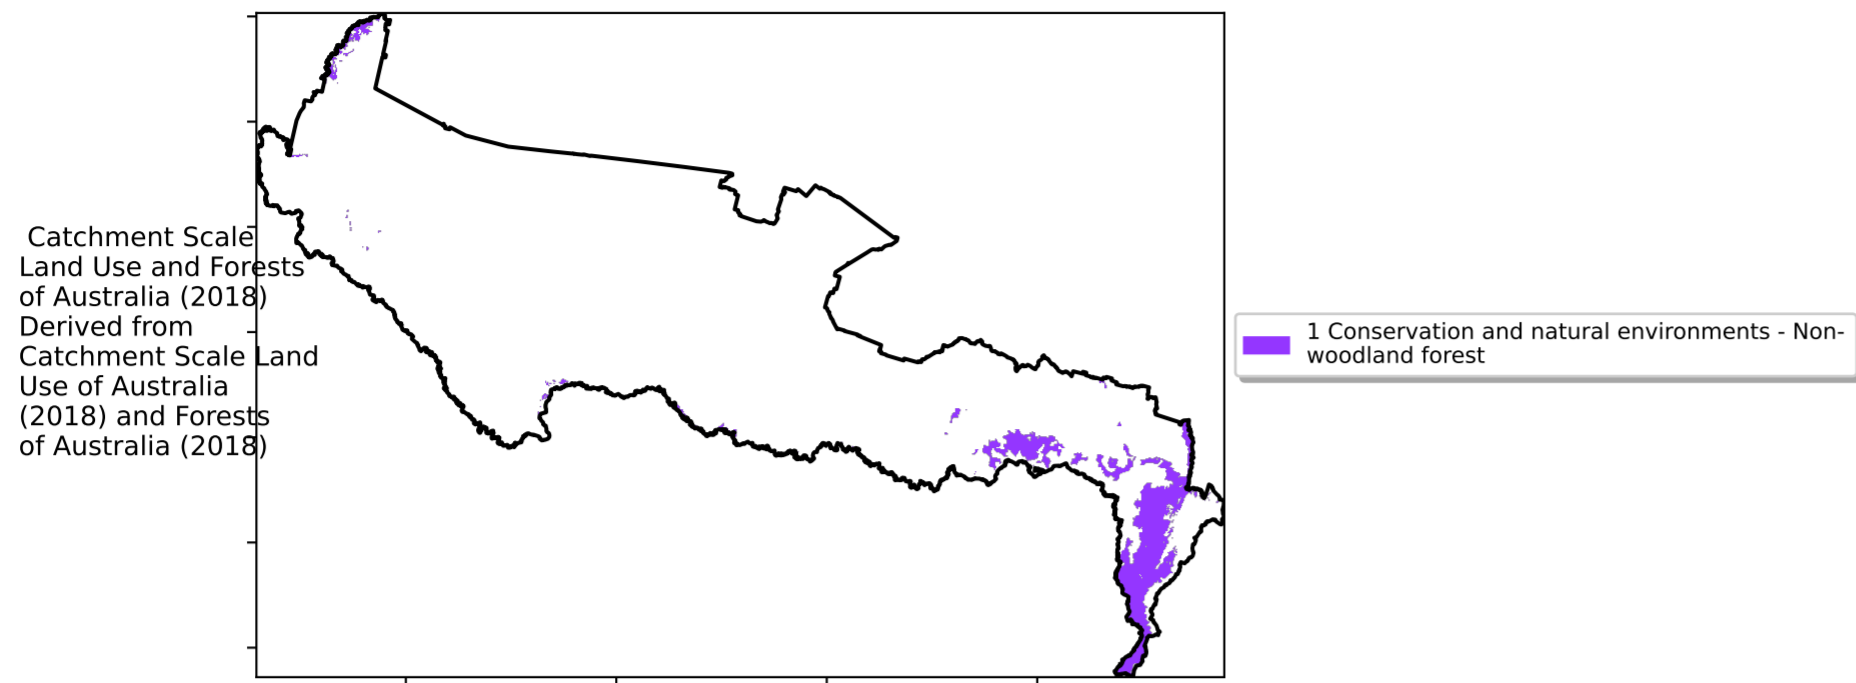 Catchment Scale
Land Use and Forests
of Australia (2018)
Derived from
Catchment Scale Land
Use of Australia
(2018) and Forests
of Australia (2018)
1 Conservation and natural environments - Non-
woodland forest